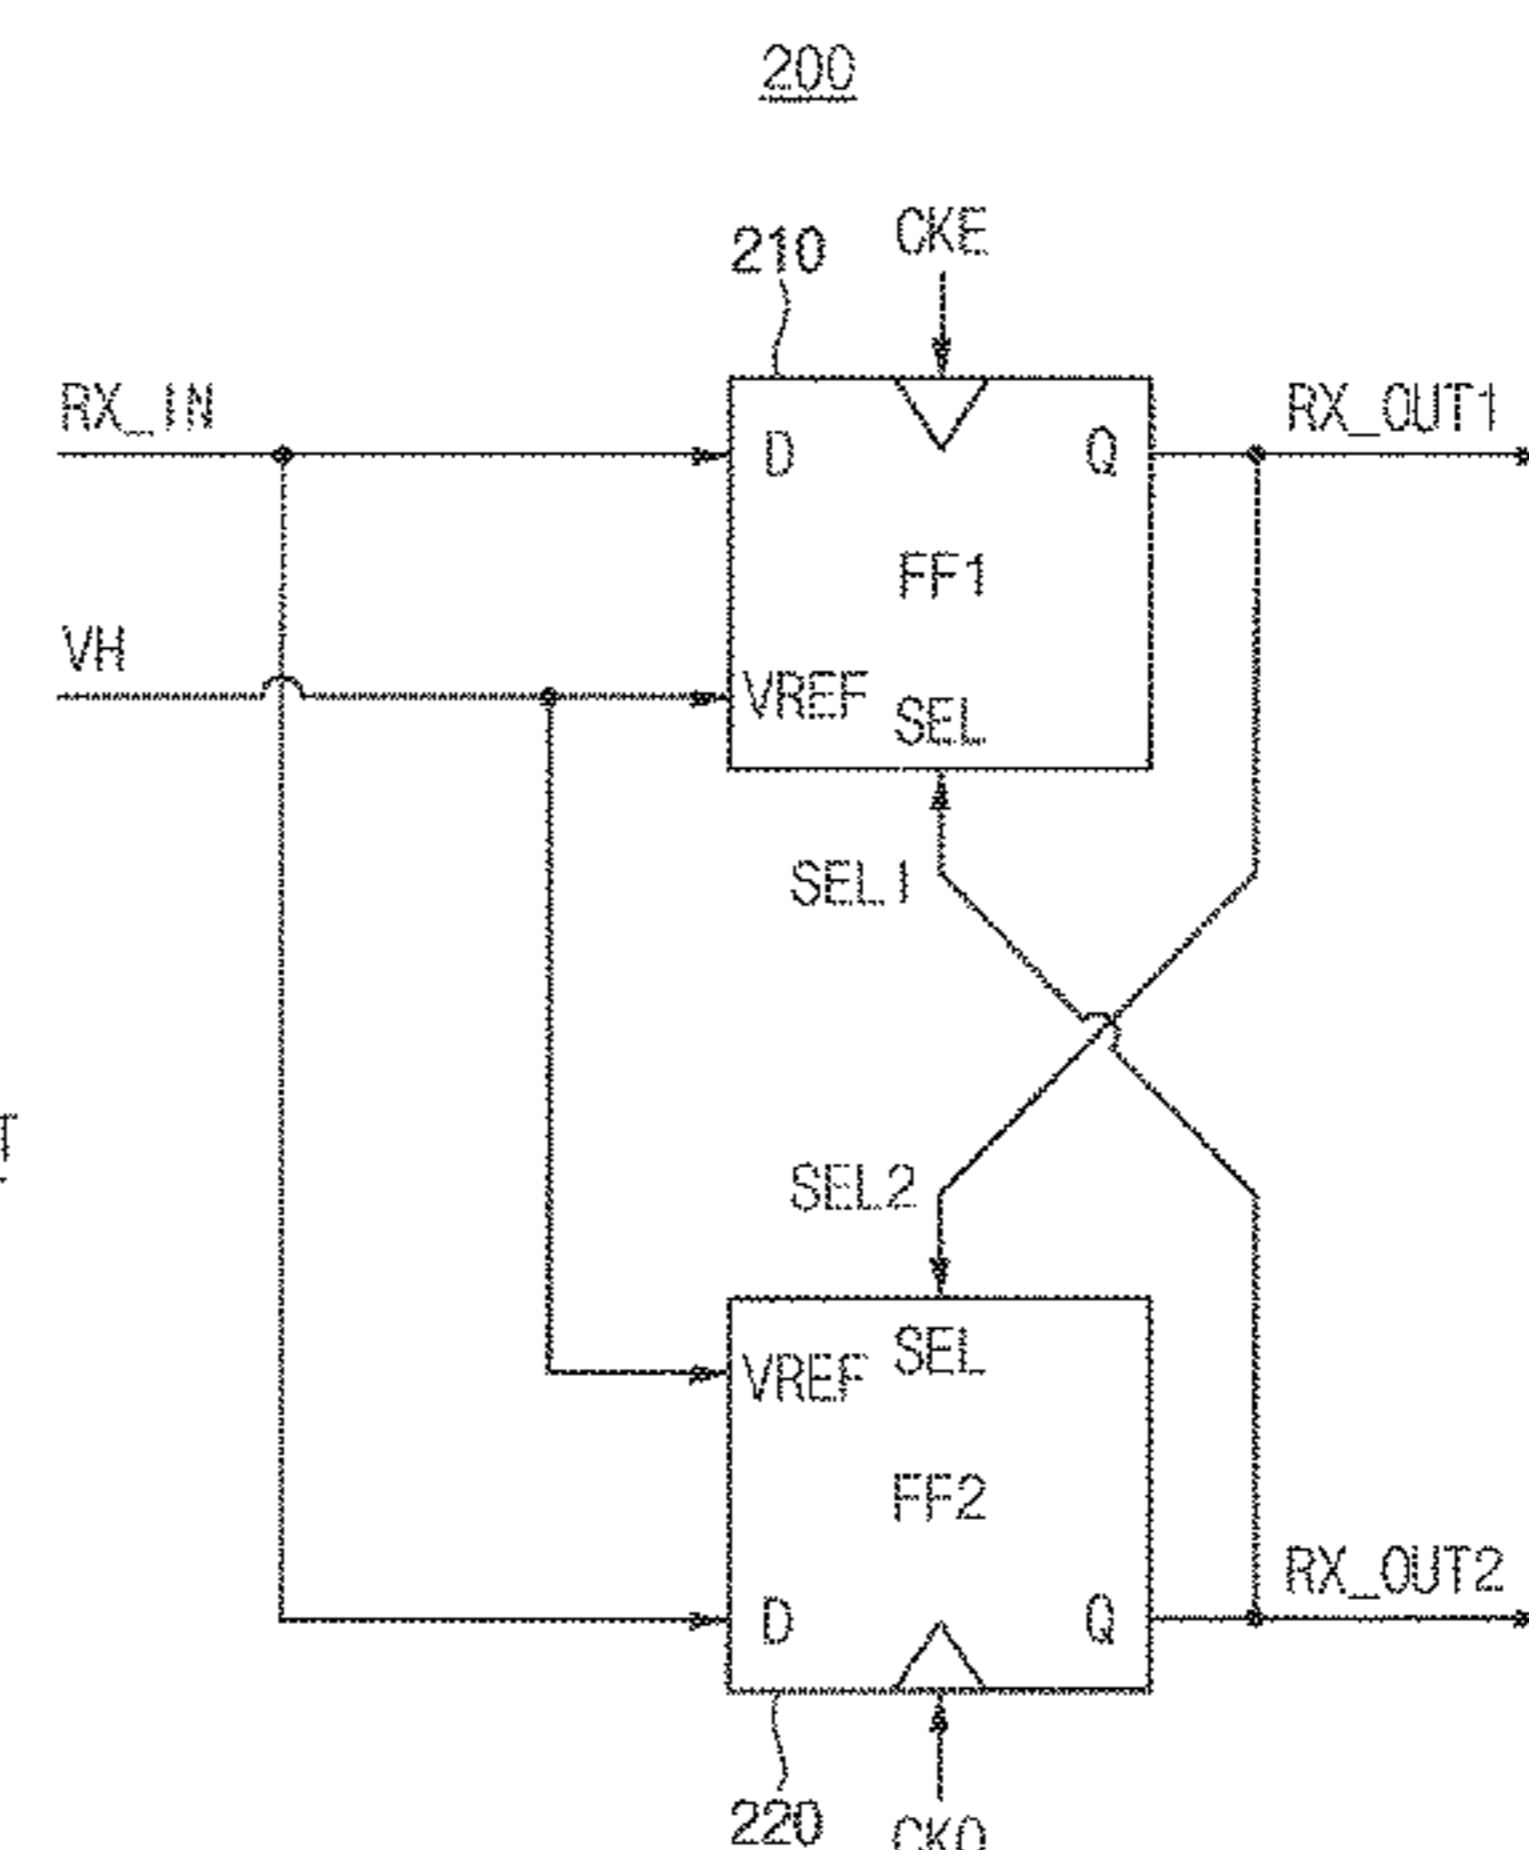 200
210 CKE
RX_IN
D
Q
RX_OUT1
FF1
VH
VREF
SEL
SEL1
SEL2
SEL
VREF
FF2
D
Q
RX_OUT2
220
CKO